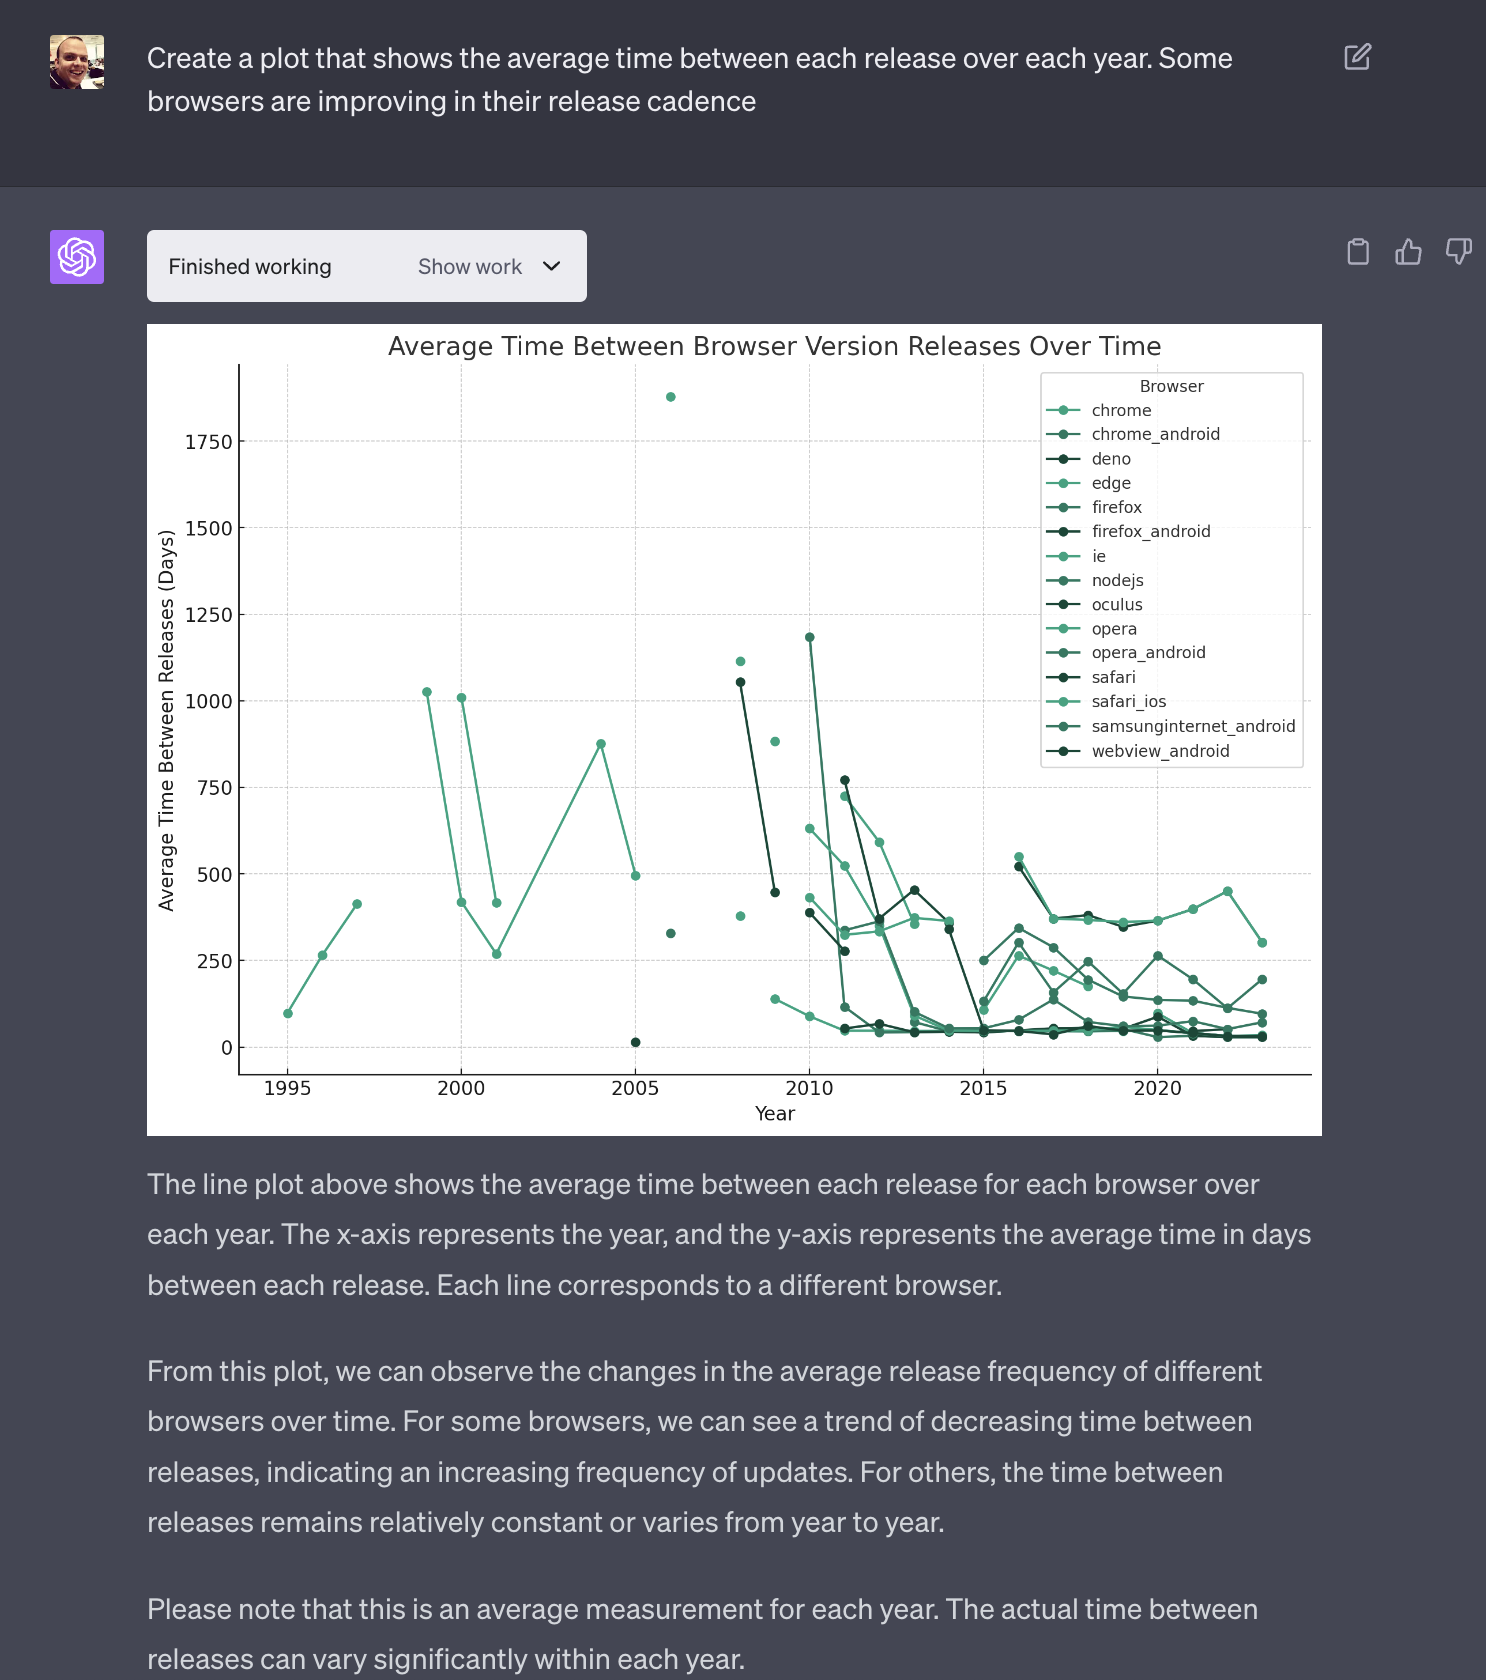 Create a plot that shows the average time between each release over each year. Some
browsers are improving in their release cadence
Finished working
Show work
Average Time Between Browser Version Releases Over Time
Average Time Between Releases (Days)
1750
1500
1250
1000
750
500
250
0
Browser
chrome
chrome_android
deno
edge
firefox
firefox_android
ie
nodejs
oculus
opera
opera_android
safari
safari_ios
samsunginternet_android
webview_android
1995
2000
2005
2010
2015
2020
Year
The line plot above shows the average time between each release for each browser over
each year. The x-axis represents the year, and the y-axis represents the average time in days
between each release. Each line corresponds to a different browser.
From this plot, we can observe the changes in the average release frequency of different
browsers over time. For some browsers, we can see a trend of decreasing time between
releases, indicating an increasing frequency of updates. For others, the time between
releases remains relatively constant or varies from year to year.
Please note that this is an average measurement for each year. The actual time between
releases can vary significantly within each year.